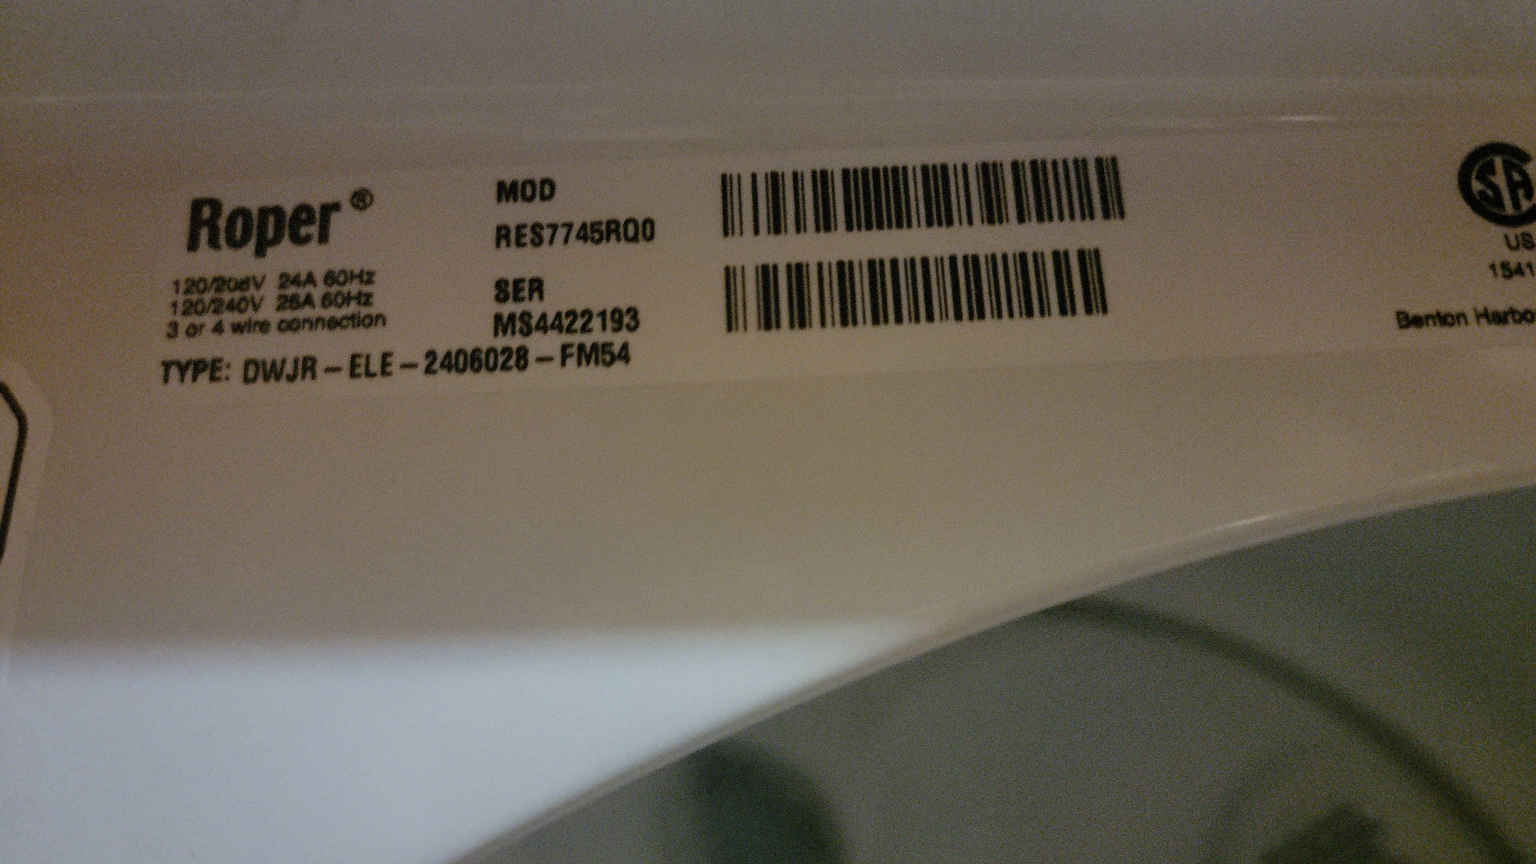 Roper®
120/208V 24A 60Hz
120/240V 26A 60Hz
3 or 4 wire connection
MOD
RES7745RQ0
SER
MS4422193
TYPE: DWJR-ELE-2406028-FM54
SA
US
1541
Benton Harbo